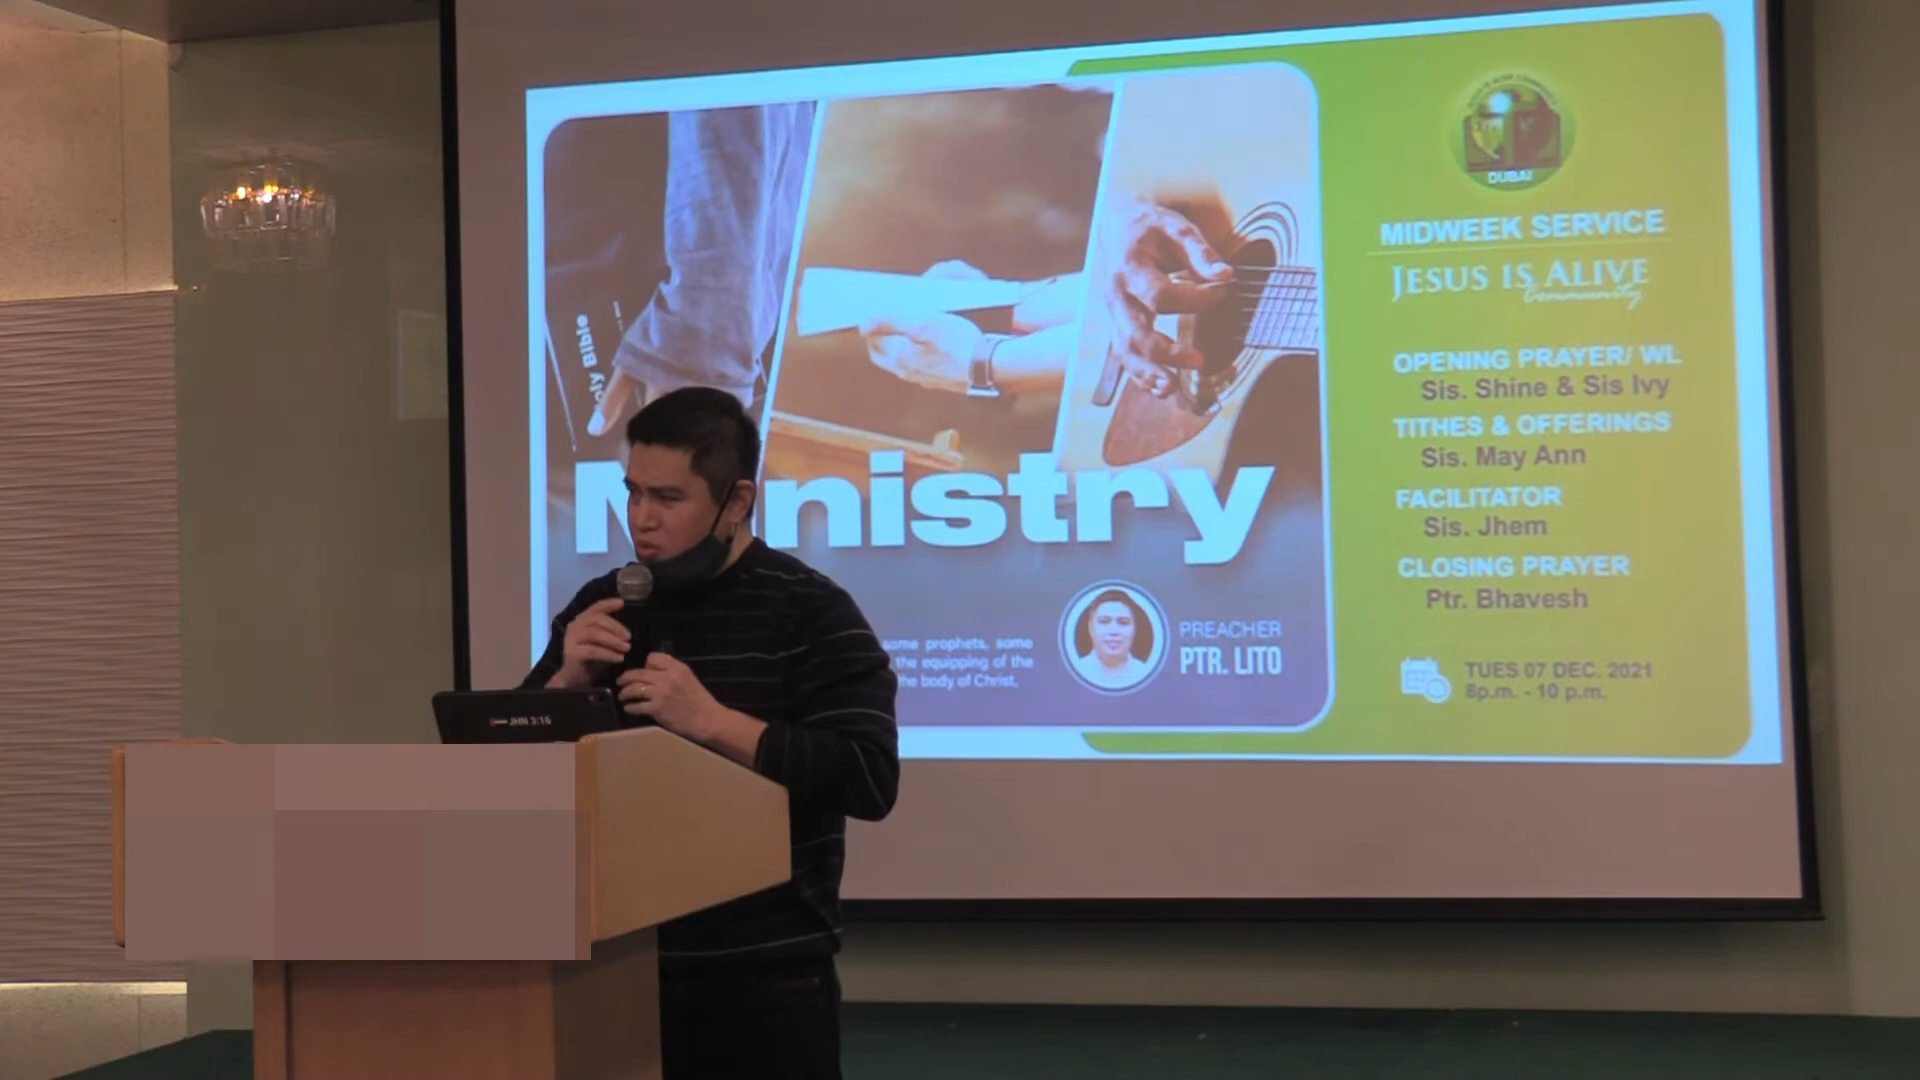 Holy Bible
Ministry
some prophets, some
the equipping of the
the body of Christ,
PREACHER
PTR. LITO
DUBAI
MIDWEEK SERVICE
JESUS IS ALIVE
Community
OPENING PRAYER/ WL
Sis. Shine & Sis Ivy
TITHES & OFFERINGS
Sis. May Ann
FACILITATOR
Sis. Jhem
CLOSING PRAYER
Ptr. Bhavesh
TUES 07 DEC. 2021
8p.m. - 10 p.m.
JHN 3:16